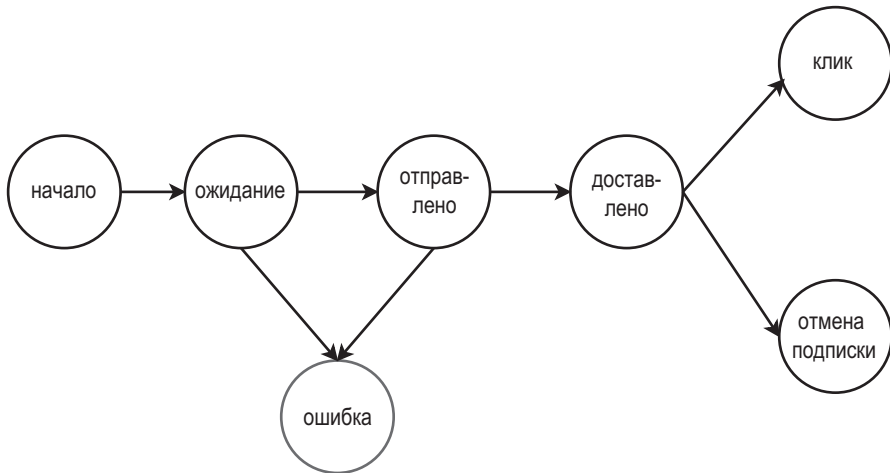 клик
начало
ожидание
отправ-
лено
достав-
лено
отмена
подписки
ошибка